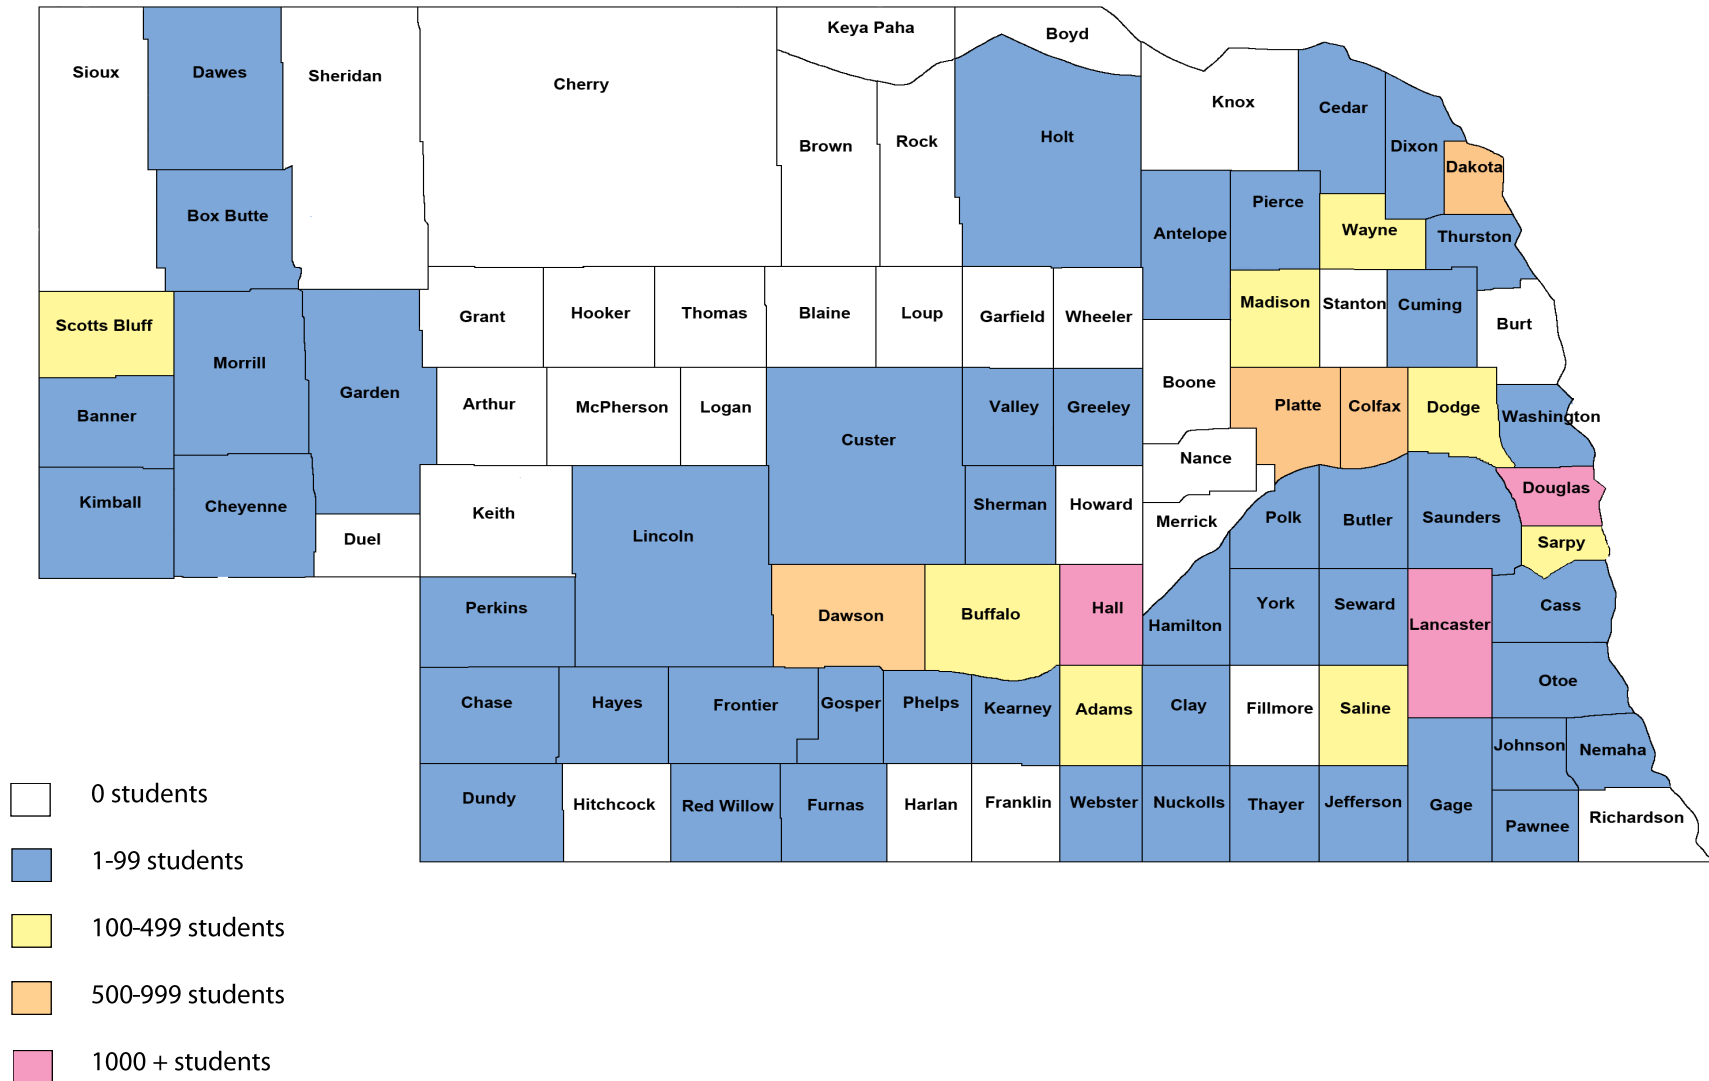 Keya Paha
Boyd
Sioux
Dawes
Sheridan
Cherry
Knox
Cedar
Holt
Brown
Rock
Dixon
Dakota
Box Butte
Pierce
Antelope
Wayne
Thurston
Scotts Bluff
Grant
Hooker
Thomas
Blaine
Loup
Garfield
Wheeler
Madison
Stanton
Cuming
Burt
Morrill
Garden
Banner
Arthur
McPherson
Logan
Custer
Valley
Greeley
Boone
Platte
Colfax
Dodge
Washington
Nance
Kimball
Cheyenne
Keith
Lincoln
Sherman
Howard
Merrick
Polk
Butler
Saunders
Douglas
Duel
Sarpy
Perkins
Dawson
Buffalo
Hall
Hamilton
York
Seward
Lancaster
Cass
Chase
Hayes
Frontier
Gosper
Phelps
Kearney
Adams
Clay
Fillmore
Saline
Otoe
Johnson
Nemaha
Dundy
Hitchcock
Red Willow
Furnas
Harlan
Franklin
Webster
Nuckolls
Thayer
Jefferson
Gage
Pawnee
Richardson
0 students
1-99 students
100-499 students
500-999 students
1000 + students